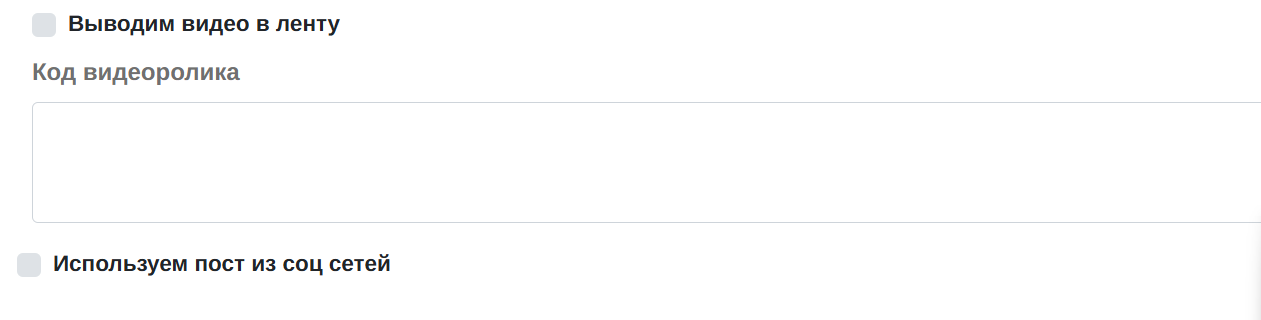 Выводим видео в ленту
Код видеоролика
Используем пост из соц сетей